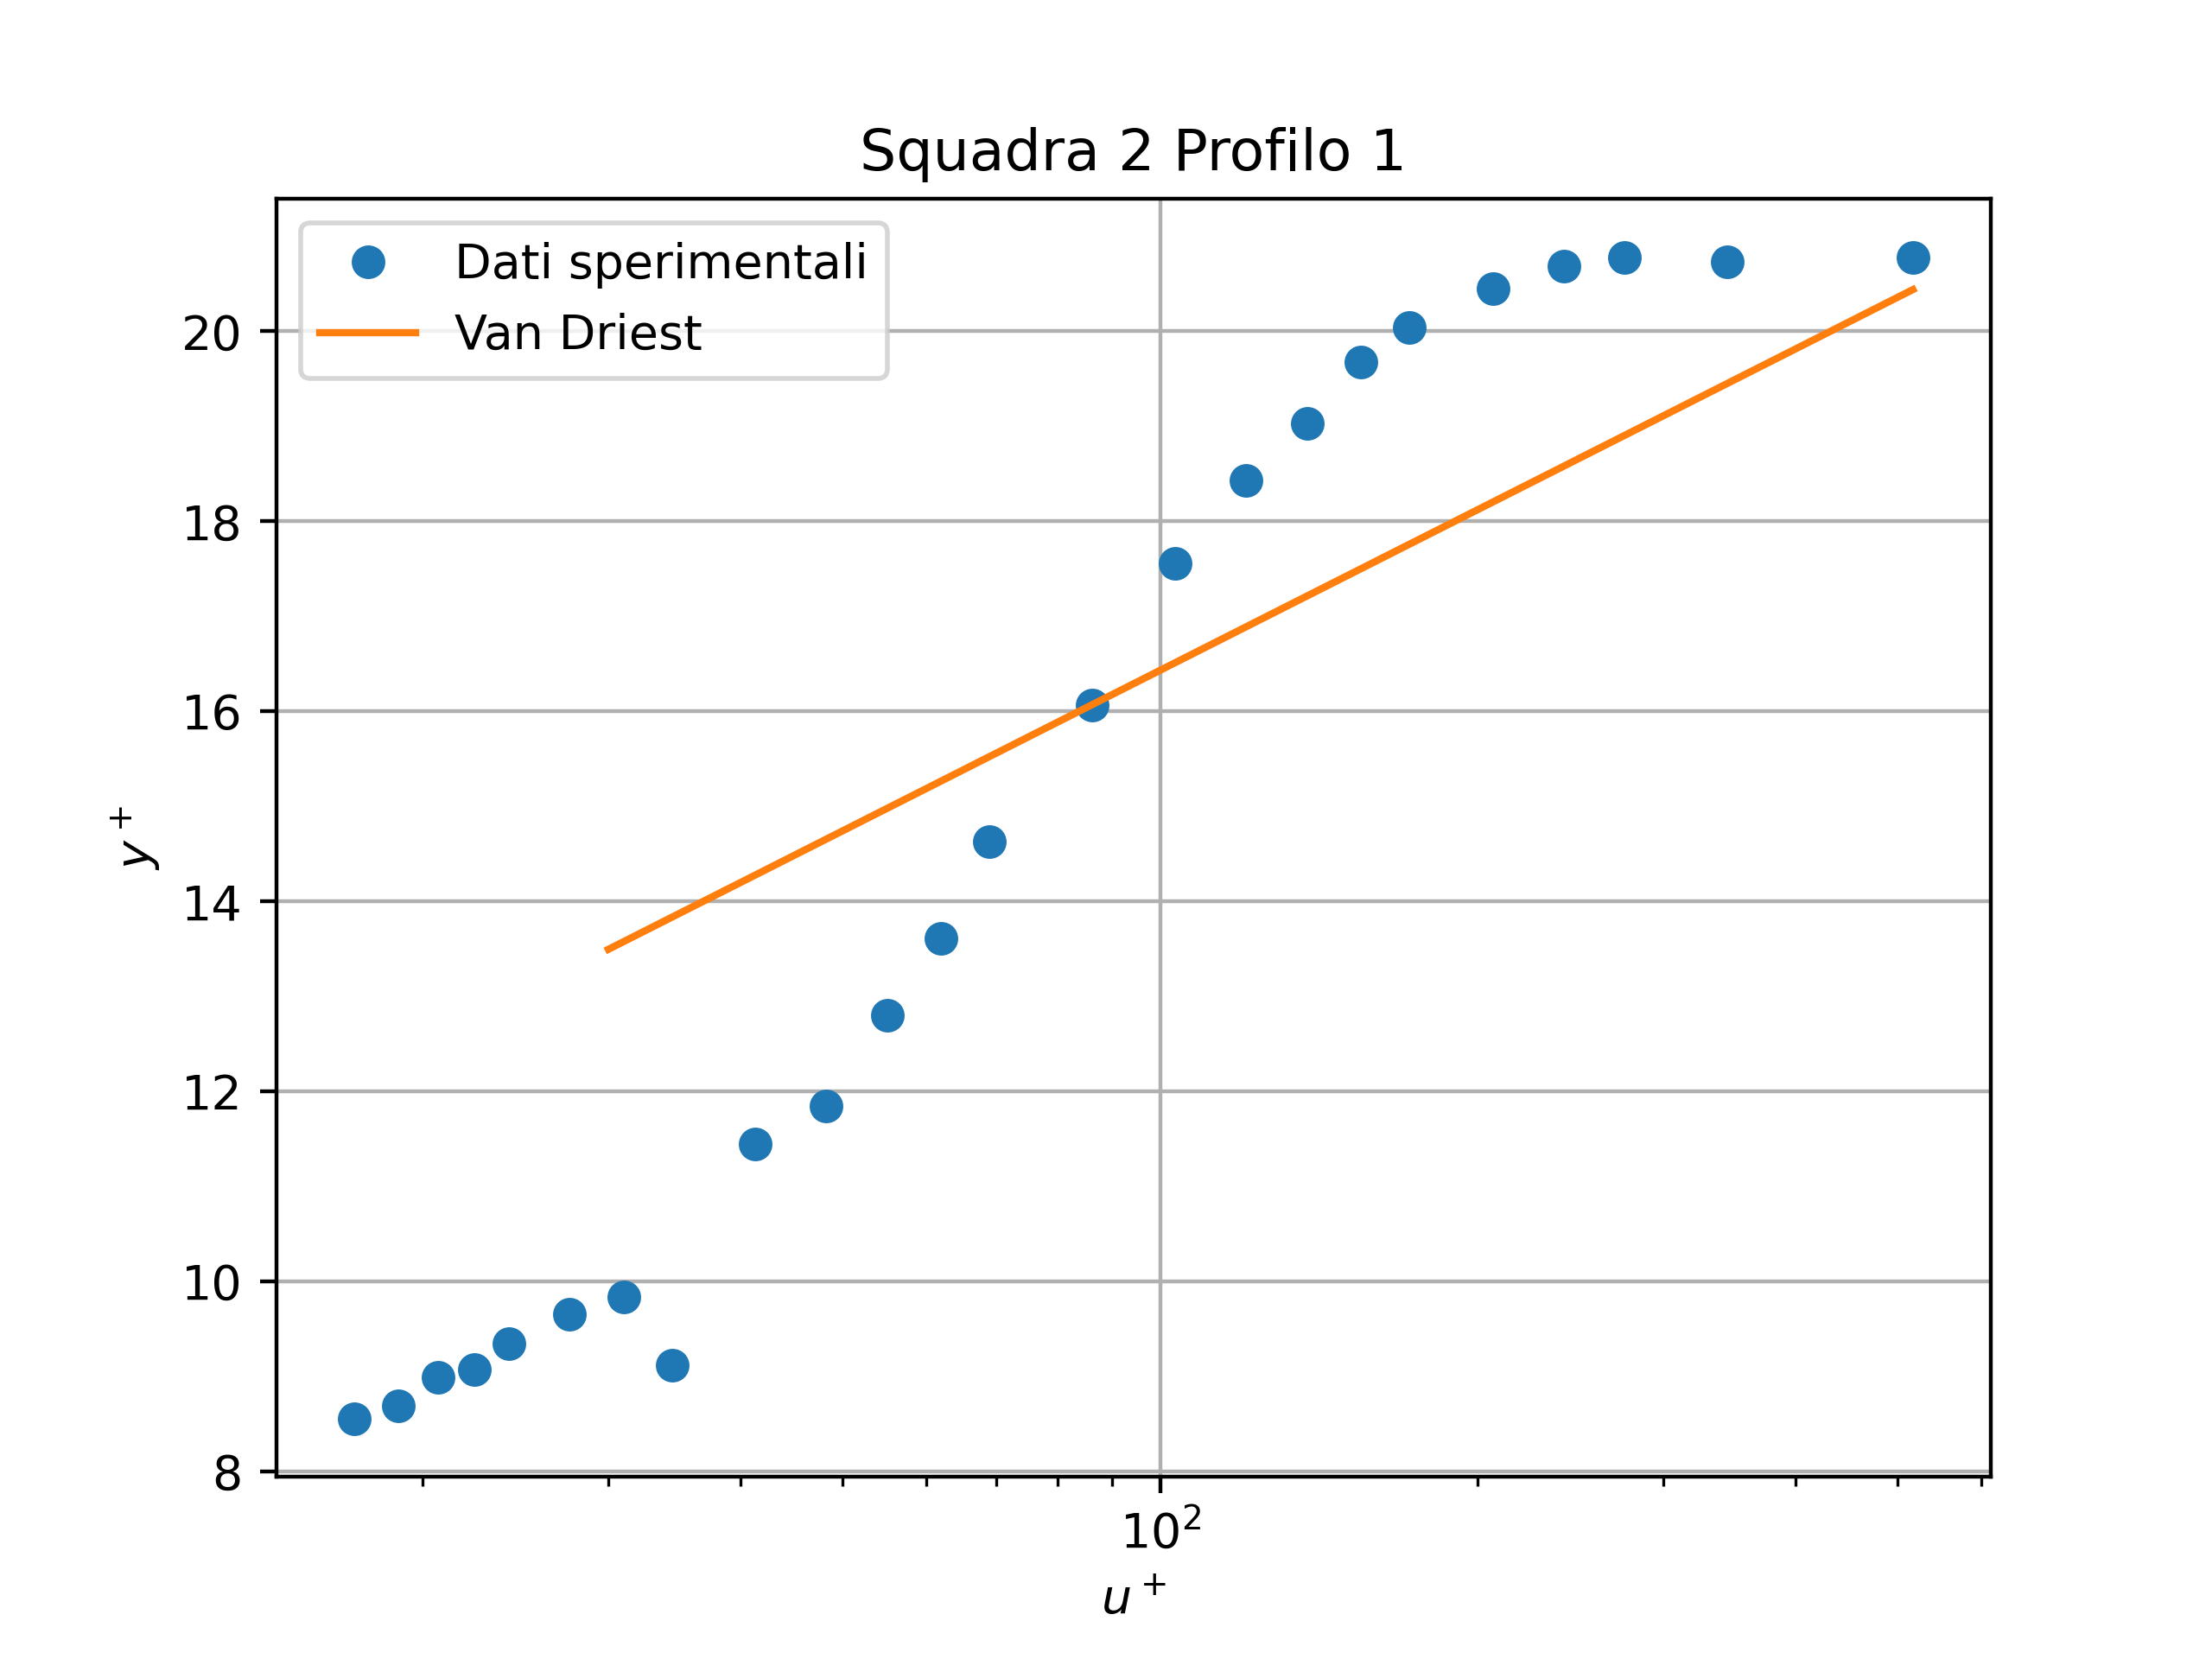 Squadra 2 Profilo 1
Dati sperimentali
Van Driest
20
18
16
14
12
10
8
y⁺
10²
u⁺